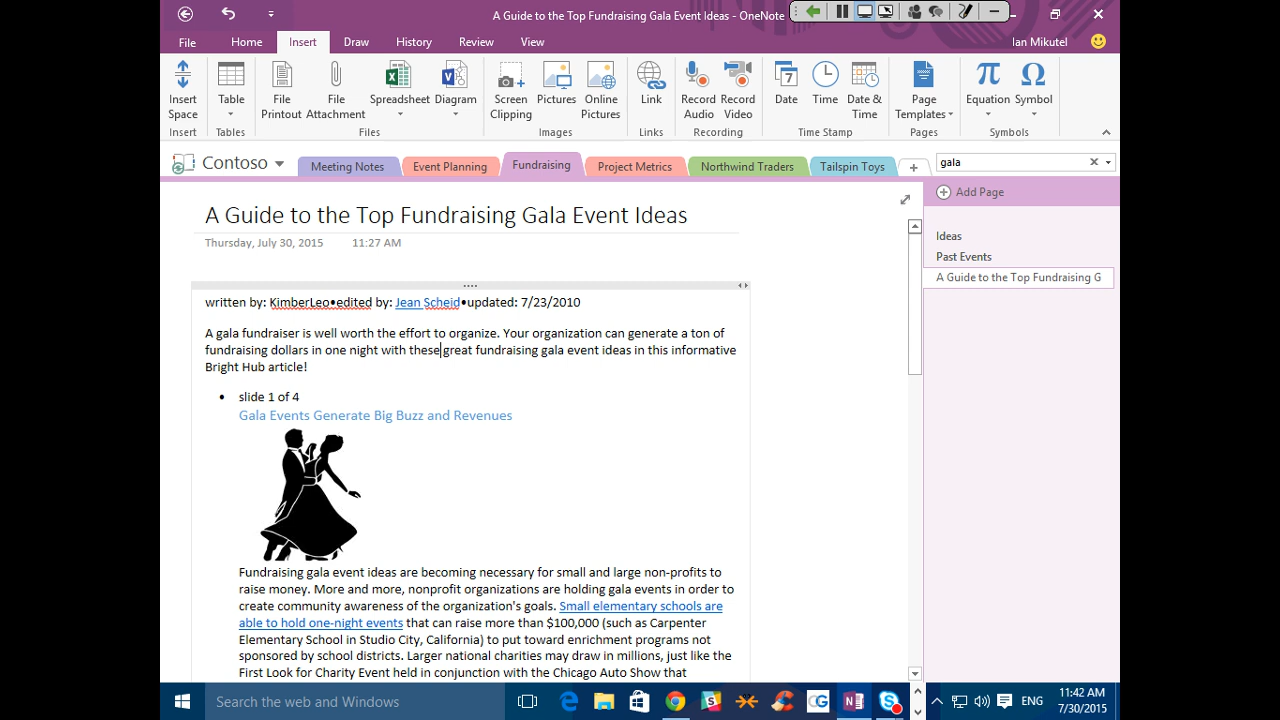 A Guide to the Top Fundraising Gala Event Ideas - OneNote
File Home Insert Draw History Review View
Ian Mikutel
Insert Space
Table
File Printout
File Attachment
Spreadsheet
Diagram
Screen Clipping
Pictures
Online Pictures
Link
Record Audio
Record Video
Date
Time
Date & Time
Page Templates
π
Equation
Ω
Symbol
Insert Tables Files Images Links Recording Time Stamp Pages Symbols
Contoso
Meeting Notes Event Planning Fundraising Project Metrics Northwind Traders Tailspin Toys +
gala
Add Page
Ideas
Past Events
A Guide to the Top Fundraising G
A Guide to the Top Fundraising Gala Event Ideas
Thursday, July 30, 2015 11:27 AM
written by: KimberLeo•edited by: Jean Scheid•updated: 7/23/2010
A gala fundraiser is well worth the effort to organize. Your organization can generate a ton of
fundraising dollars in one night with these great fundraising gala event ideas in this informative
Bright Hub article!
• slide 1 of 4
Gala Events Generate Big Buzz and Revenues
Fundraising gala event ideas are becoming necessary for small and large non-profits to
raise money. More and more, nonprofit organizations are holding gala events in order to
create community awareness of the organization's goals. Small elementary schools are
able to hold one-night events that can raise more than $100,000 (such as Carpenter
Elementary School in Studio City, California) to put toward enrichment programs not
sponsored by school districts. Larger national charities may draw in millions, just like the
First Look for Charity Event held in conjunction with the Chicago Auto Show that
Search the web and Windows
ENG
11:42 AM
7/30/2015